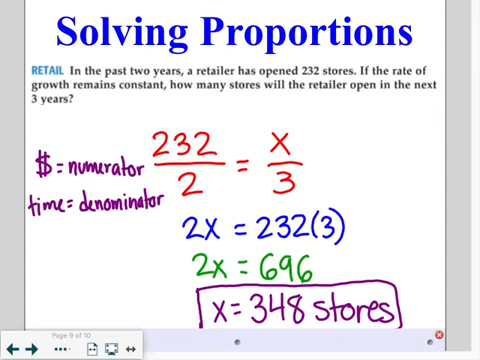 Solving Proportions
RETAIL In the past two years, a retailer has opened 232 stores. If the rate of
growth remains constant, how many stores will the retailer open in the next
3 years?
$ = numerator
time = denominator
232/2 = x/3
2x = 232(3)
2x = 696
x = 348 stores
Page 9 of 10